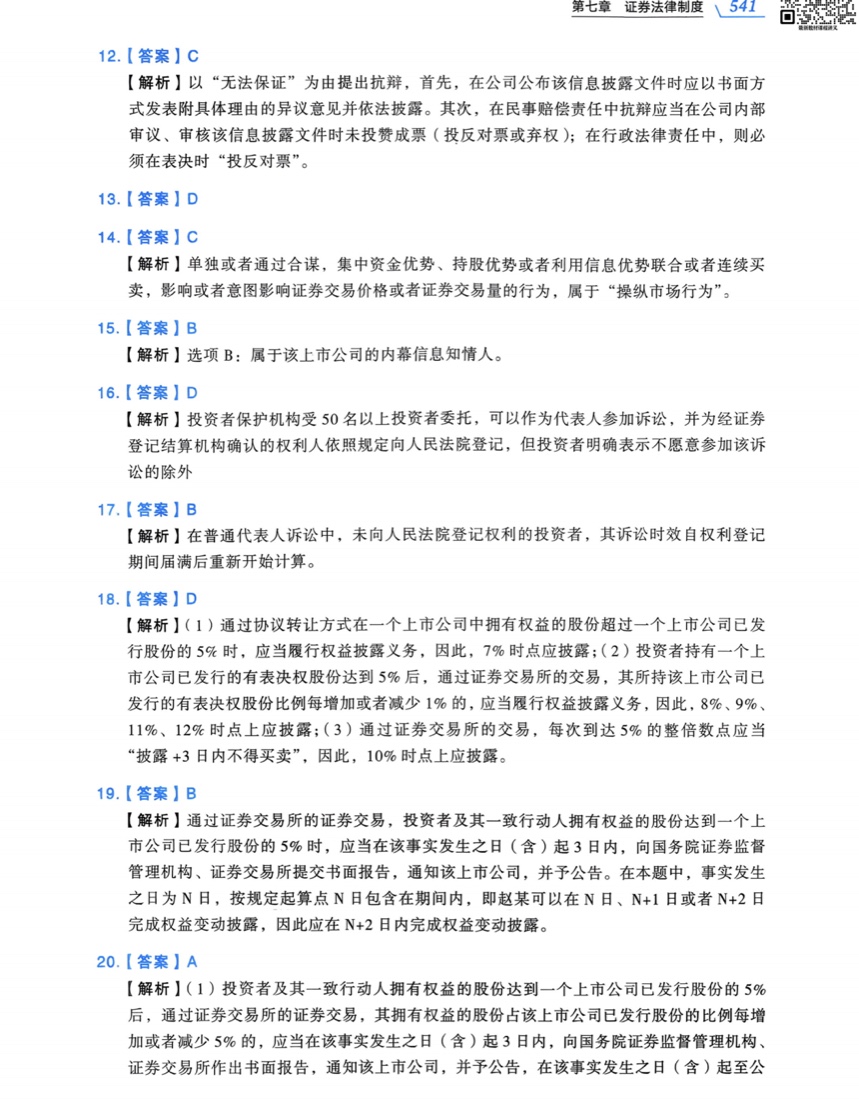 第七章 证券法律制度 541
12.【答案】C
【解析】以“无法保证”为由提出抗辩，首先，在公司公布该信息披露文件时应以书面方
式发表附具体理由的异议意见并依法披露。其次，在民事赔偿责任中抗辩应当在公司内部
审议、审核该信息披露文件时未投赞成票（投反对票或弃权）；在行政法律责任中，则必
须在表决时“投反对票”。
13.【答案】D
14.【答案】C
【解析】单独或者通过合谋，集中资金优势、持股优势或者利用信息优势联合或者连续买
卖，影响或者意图影响证券交易价格或者证券交易量的行为，属于“操纵市场行为”。
15.【答案】B
【解析】选项 B：属于该上市公司的内幕信息知情人。
16.【答案】D
【解析】投资者保护机构受 50 名以上投资者委托，可以作为代表人参加诉讼，并为经证券
登记结算机构确认的权利人依照规定向人民法院登记，但投资者明确表示不愿意参加该诉
讼的除外
17.【答案】B
【解析】在普通代表人诉讼中，未向人民法院登记权利的投资者，其诉讼时效自权利登记
期间届满后重新开始计算。
18.【答案】D
【解析】（1）通过协议转让方式在一个上市公司中拥有权益的股份超过一个上市公司已发
行股份的 5% 时，应当履行权益披露义务，因此，7% 时点应披露；（2）投资者持有一个上
市公司已发行的有表决权股份达到 5% 后，通过证券交易所的交易，其所持该上市公司已
发行的有表决权股份比例每增加或者减少 1% 的，应当履行权益披露义务，因此，8%、9%、
11%、12% 时点上应披露；（3）通过证券交易所的交易，每次到达 5% 的整倍数点应当
“披露 +3 日内不得买卖”，因此，10% 时点上应披露。
19.【答案】B
【解析】通过证券交易所的证券交易，投资者及其一致行动人拥有权益的股份达到一个上
市公司已发行股份的 5% 时，应当在该事实发生之日（含）起 3 日内，向国务院证券监督
管理机构、证券交易所提交书面报告，通知该上市公司，并予公告。在本题中，事实发生
之日为 N 日，按规定起算点 N 日包含在期间内，即赵某可以在 N 日、N+1 日或者 N+2 日
完成权益变动披露，因此应在 N+2 日内完成权益变动披露。
20.【答案】A
【解析】（1）投资者及其一致行动人拥有权益的股份达到一个上市公司已发行股份的 5%
后，通过证券交易所的证券交易，其拥有权益的股份占该上市公司已发行股份的比例每增
加或者减少 5% 的，应当在该事实发生之日（含）起 3 日内，向国务院证券监督管理机构、
证券交易所作出书面报告，通知该上市公司，并予公告，在该事实发生之日（含）起至公